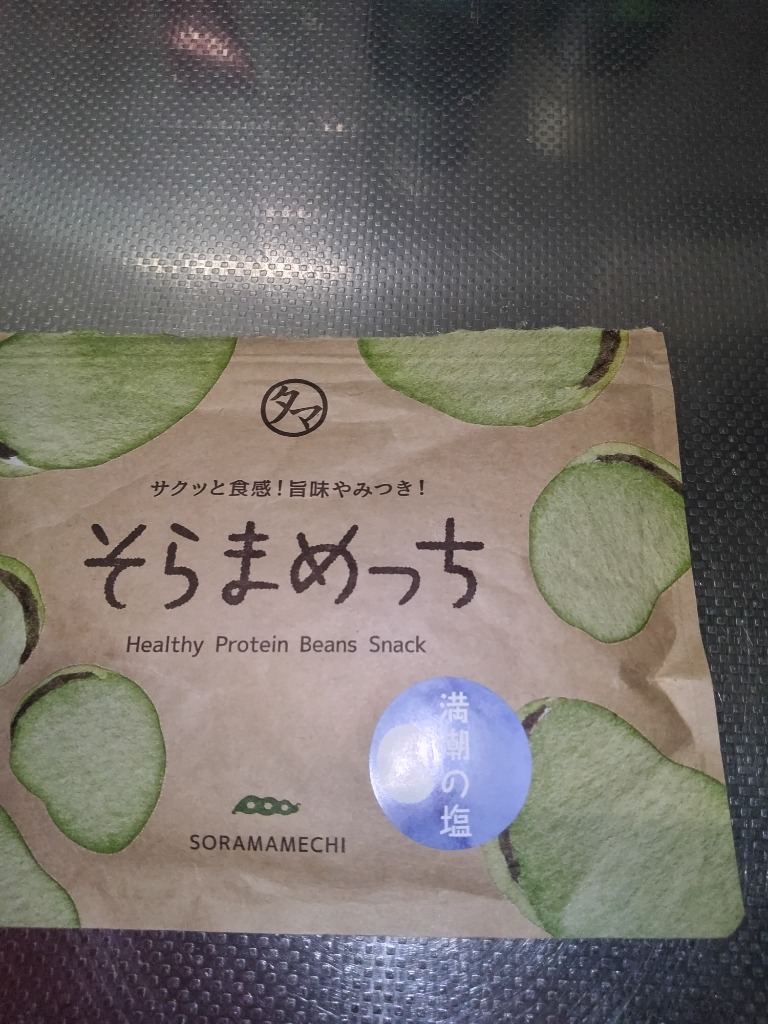 タマ
サクッと食感！旨味やみつき！
そらまめっち
Healthy Protein Beans Snack
満潮の塩
SORAMAMECHI